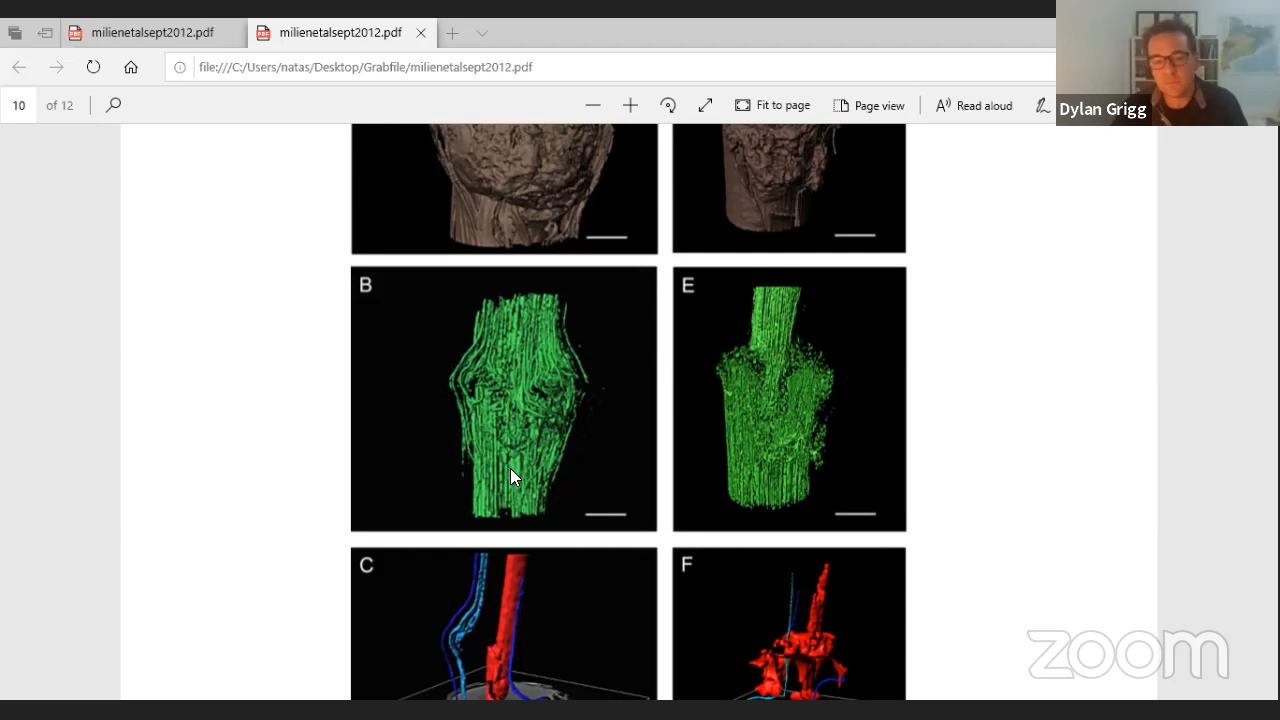 milienetalsept2012.pdf
milienetalsept2012.pdf
file:///C:/Users/natas/Desktop/Grabfile/milienetalsept2012.pdf
10 of 12
Fit to page
Page view
Read aloud
Dylan Grigg
B
E
C
F
zoom